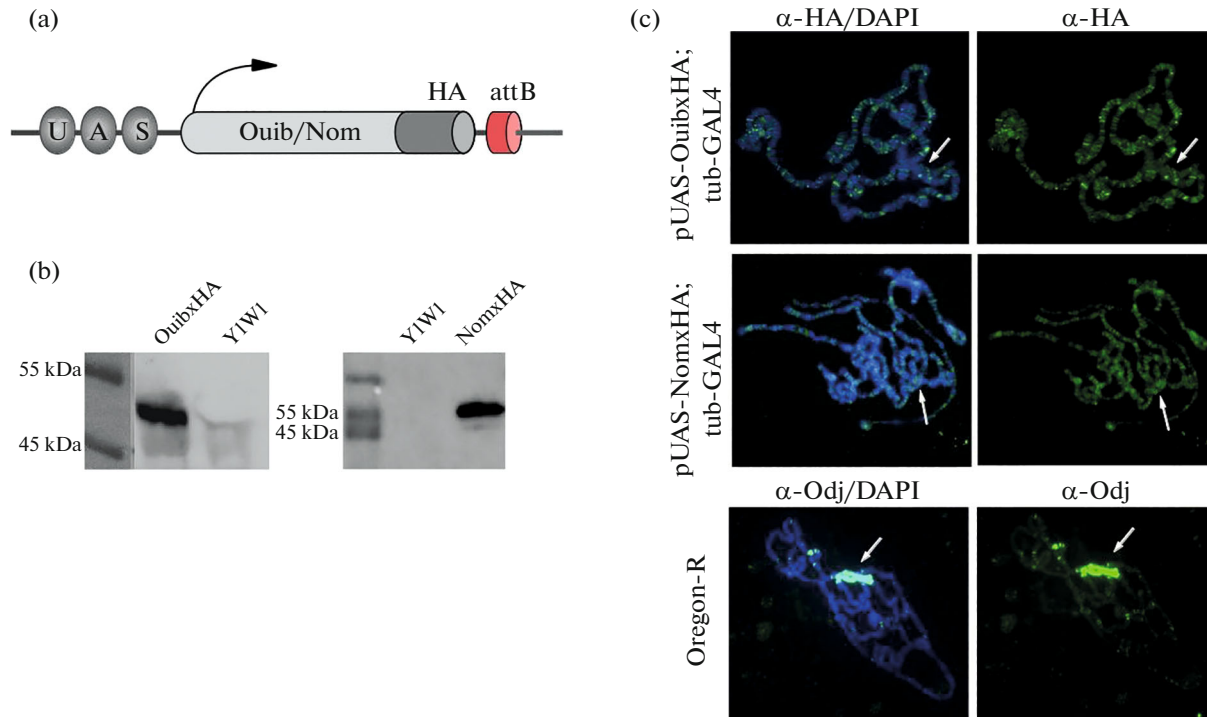 (a)
U A S
Ouib/Nom
HA
attB
(b)
OuibxHA
Y1W1
55 kDa
45 kDa
Y1W1
NomxHA
55 kDa
45 kDa
(c)
α-HA/DAPI
α-HA
pUAS-OuibxHA;
tub-GAL4
pUAS-NomxHA;
tub-GAL4
α-Odj/DAPI
α-Odj
Oregon-R